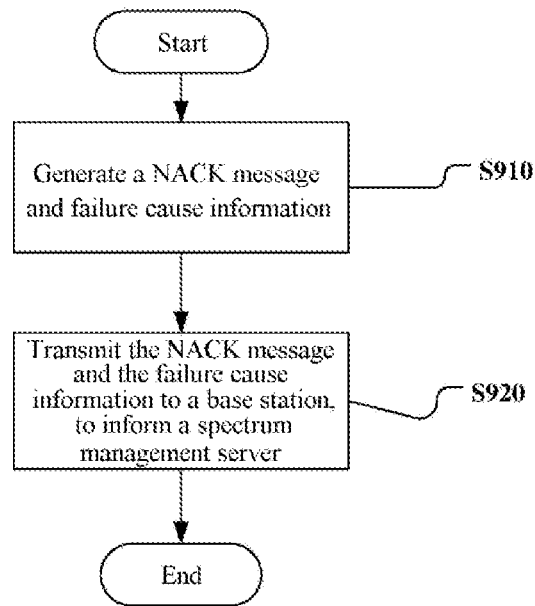 Start
Generate a NACK message
and failure cause information
S910
Transmit the NACK message
and the failure cause
information to a base station,
to inform a spectrum
management server
S920
End